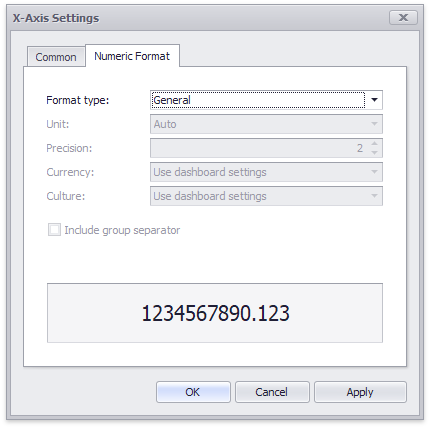 X-Axis Settings
Common Numeric Format
Format type: General
Unit: Auto
Precision: 2
Currency: Use dashboard settings
Culture: Use dashboard settings
Include group separator
1234567890.123
OK Cancel Apply